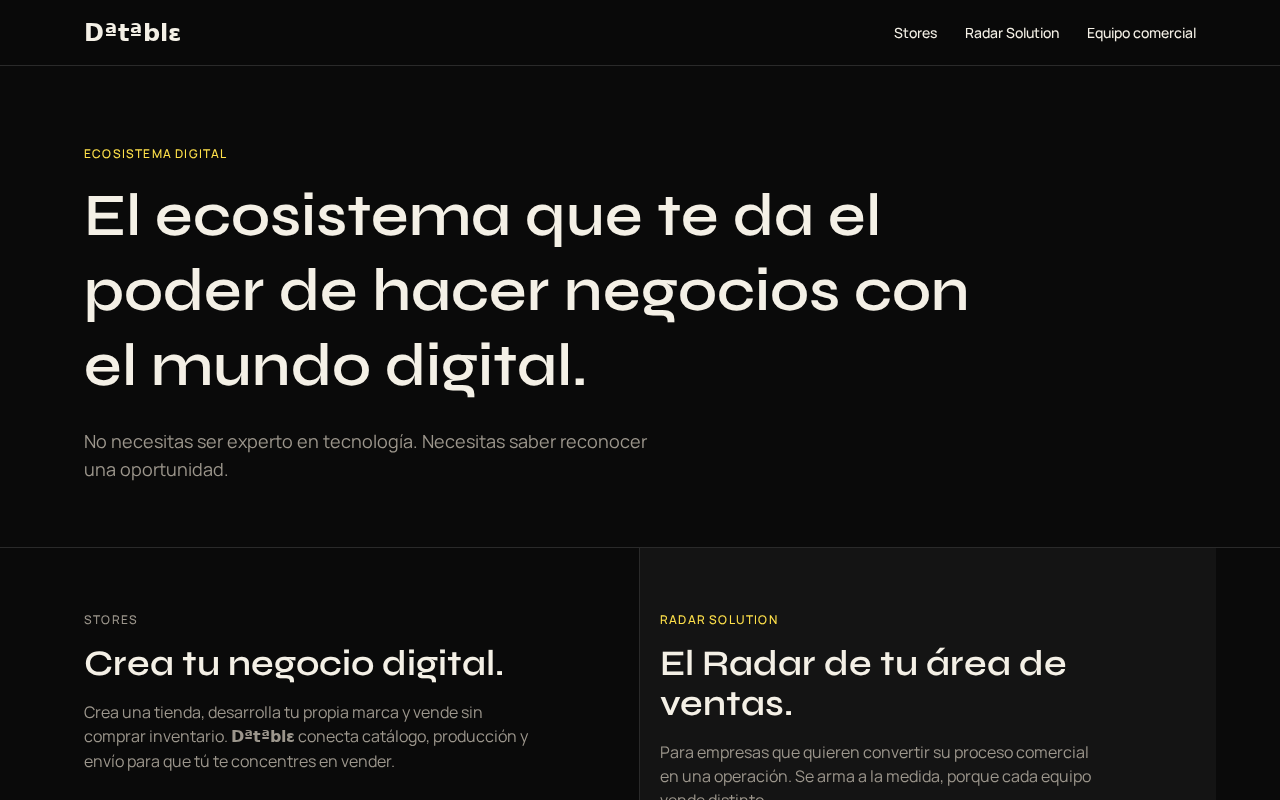 Dªtªblε
Stores
Radar Solution
Equipo comercial
ECOSISTEMA DIGITAL
El ecosistema que te da el
poder de hacer negocios con
el mundo digital.
No necesitas ser experto en tecnología. Necesitas saber reconocer
una oportunidad.
STORES
Crea tu negocio digital.
Crea una tienda, desarrolla tu propia marca y vende sin
comprar inventario. Dªtªblε conecta catálogo, producción y
envío para que tú te concentres en vender.
RADAR SOLUTION
El Radar de tu área de
ventas.
Para empresas que quieren convertir su proceso comercial
en una operación. Se arma a la medida, porque cada equipo
vende distinto.